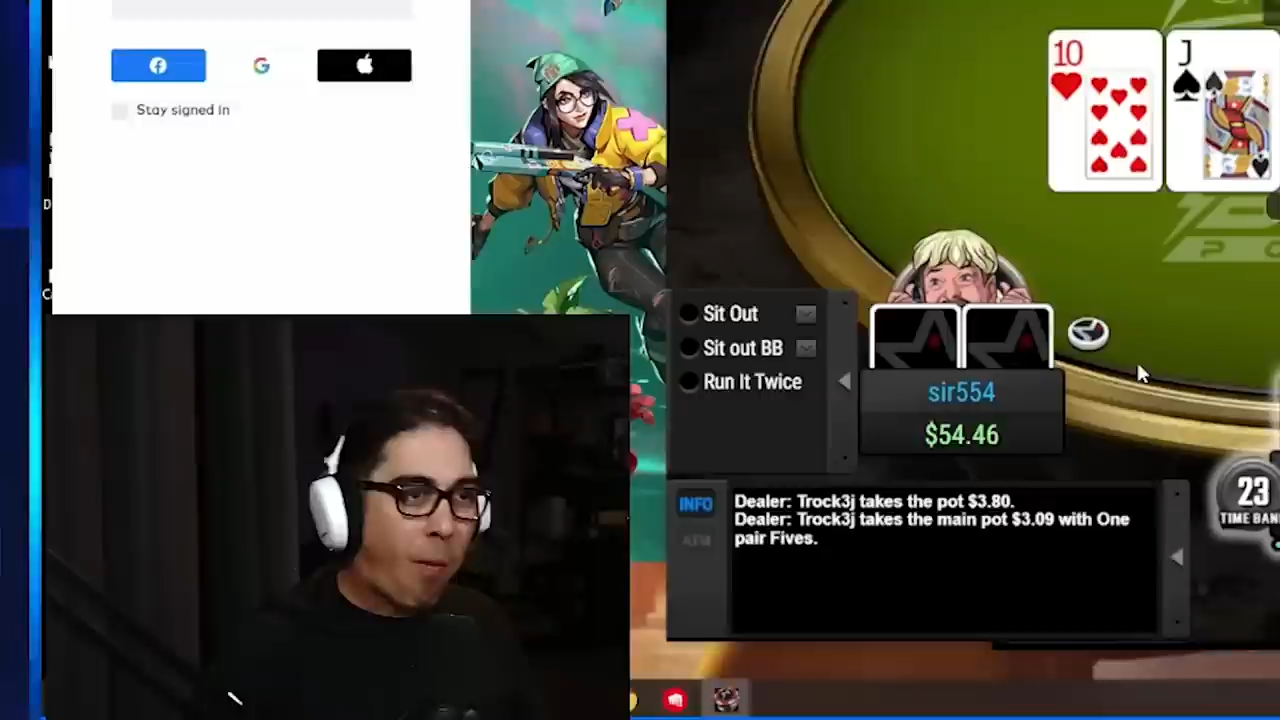 Stay signed in
10
J
Sit Out
Sit out BB
Run It Twice
sir554
$54.46
INFO
Dealer: Trock3j takes the pot $3.80.
Dealer: Trock3j takes the main pot $3.09 with One
pair Fives.
23
TIME BAN